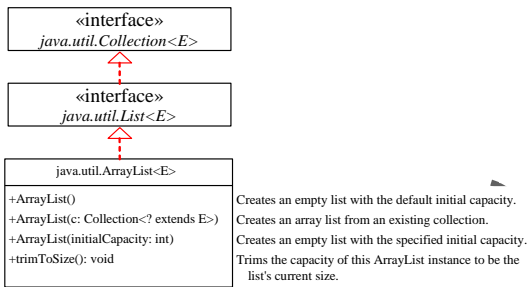 «interface»
java.util.Collection<E>
«interface»
java.util.List<E>
java.util.ArrayList<E>
+ArrayList()
Creates an empty list with the default initial capacity.
+ArrayList(c: Collection<? extends E>)
Creates an array list from an existing collection.
+ArrayList(initialCapacity: int)
Creates an empty list with the specified initial capacity.
+trimToSize(): void
Trims the capacity of this ArrayList instance to be the
list's current size.